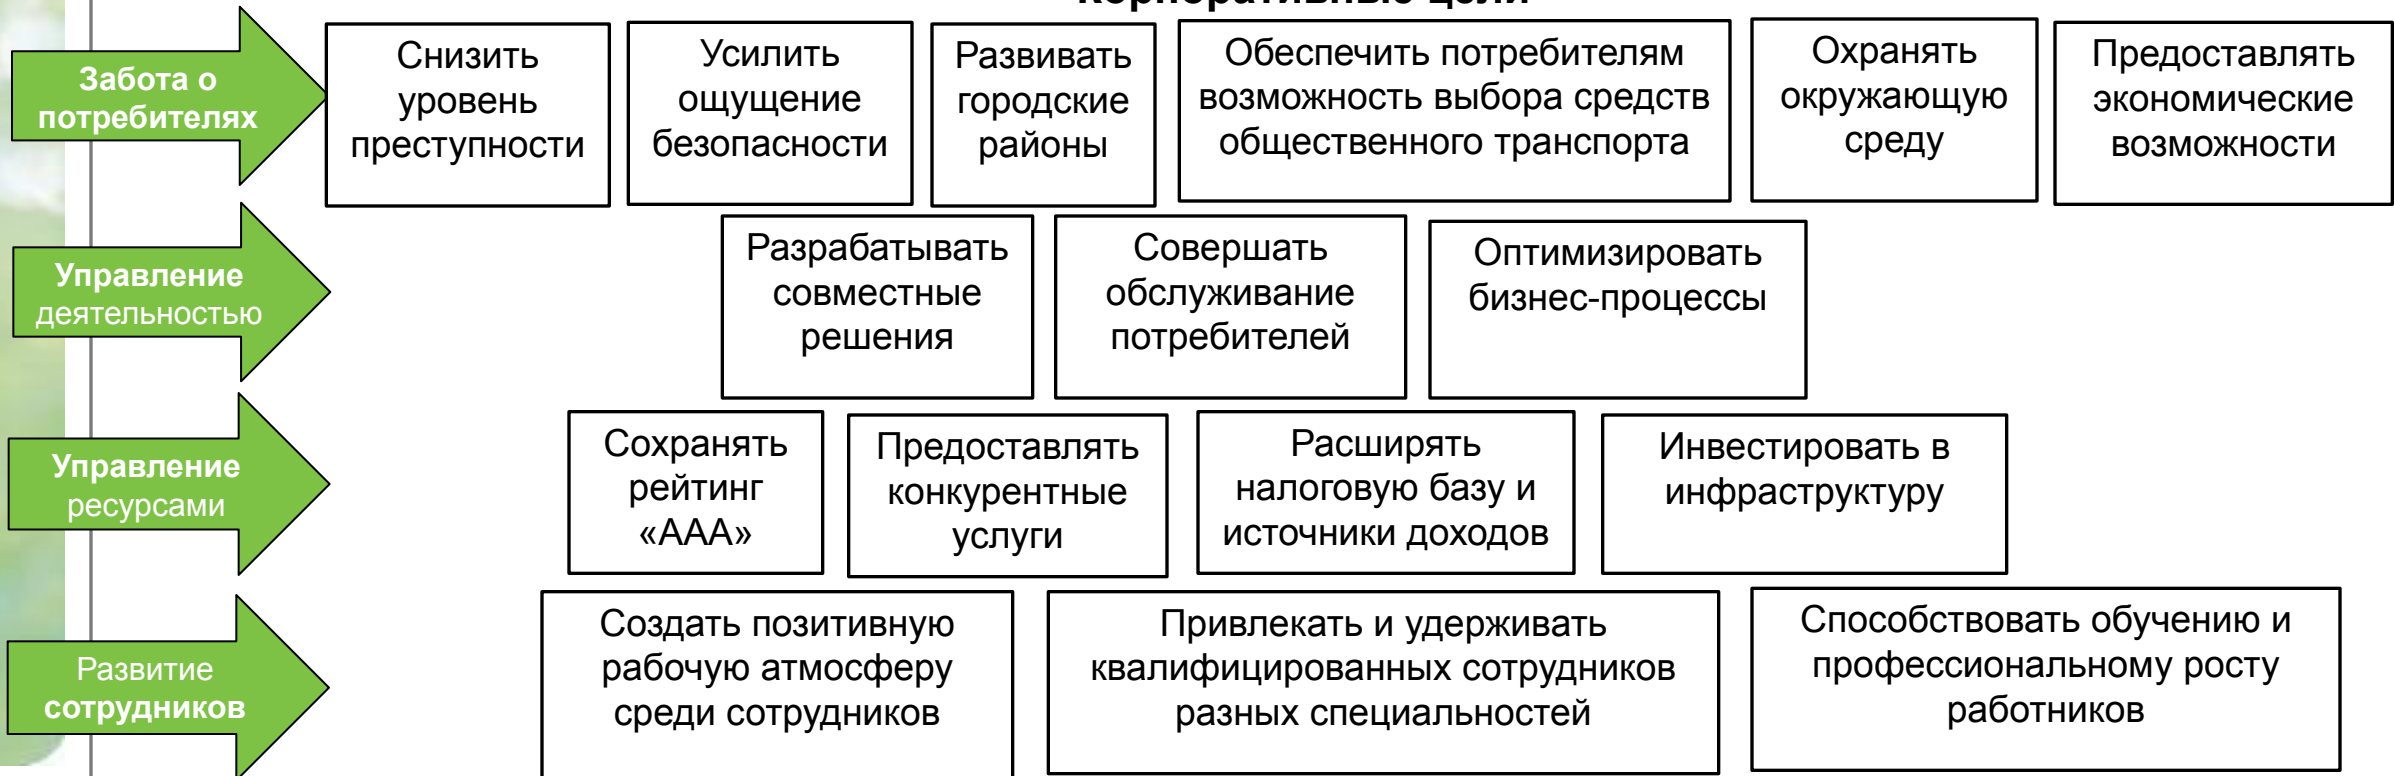 Корпоративные цели
Забота о
потребителях
Снизить
уровень
преступности
Усилить
ощущение
безопасности
Развивать
городские
районы
Обеспечить потребителям
возможность выбора средств
общественного транспорта
Охранять
окружающую
среду
Предоставлять
экономические
возможности
Управление
деятельностью
Разрабатывать
совместные
решения
Совершать
обслуживание
потребителей
Оптимизировать
бизнес-процессы
Управление
ресурсами
Сохранять
рейтинг
«ААА»
Предоставлять
конкурентные
услуги
Расширять
налоговую базу и
источники доходов
Инвестировать в
инфраструктуру
Развитие
сотрудников
Создать позитивную
рабочую атмосферу
среди сотрудников
Привлекать и удерживать
квалифицированных сотрудников
разных специальностей
Способствовать обучению и
профессиональному росту
работников